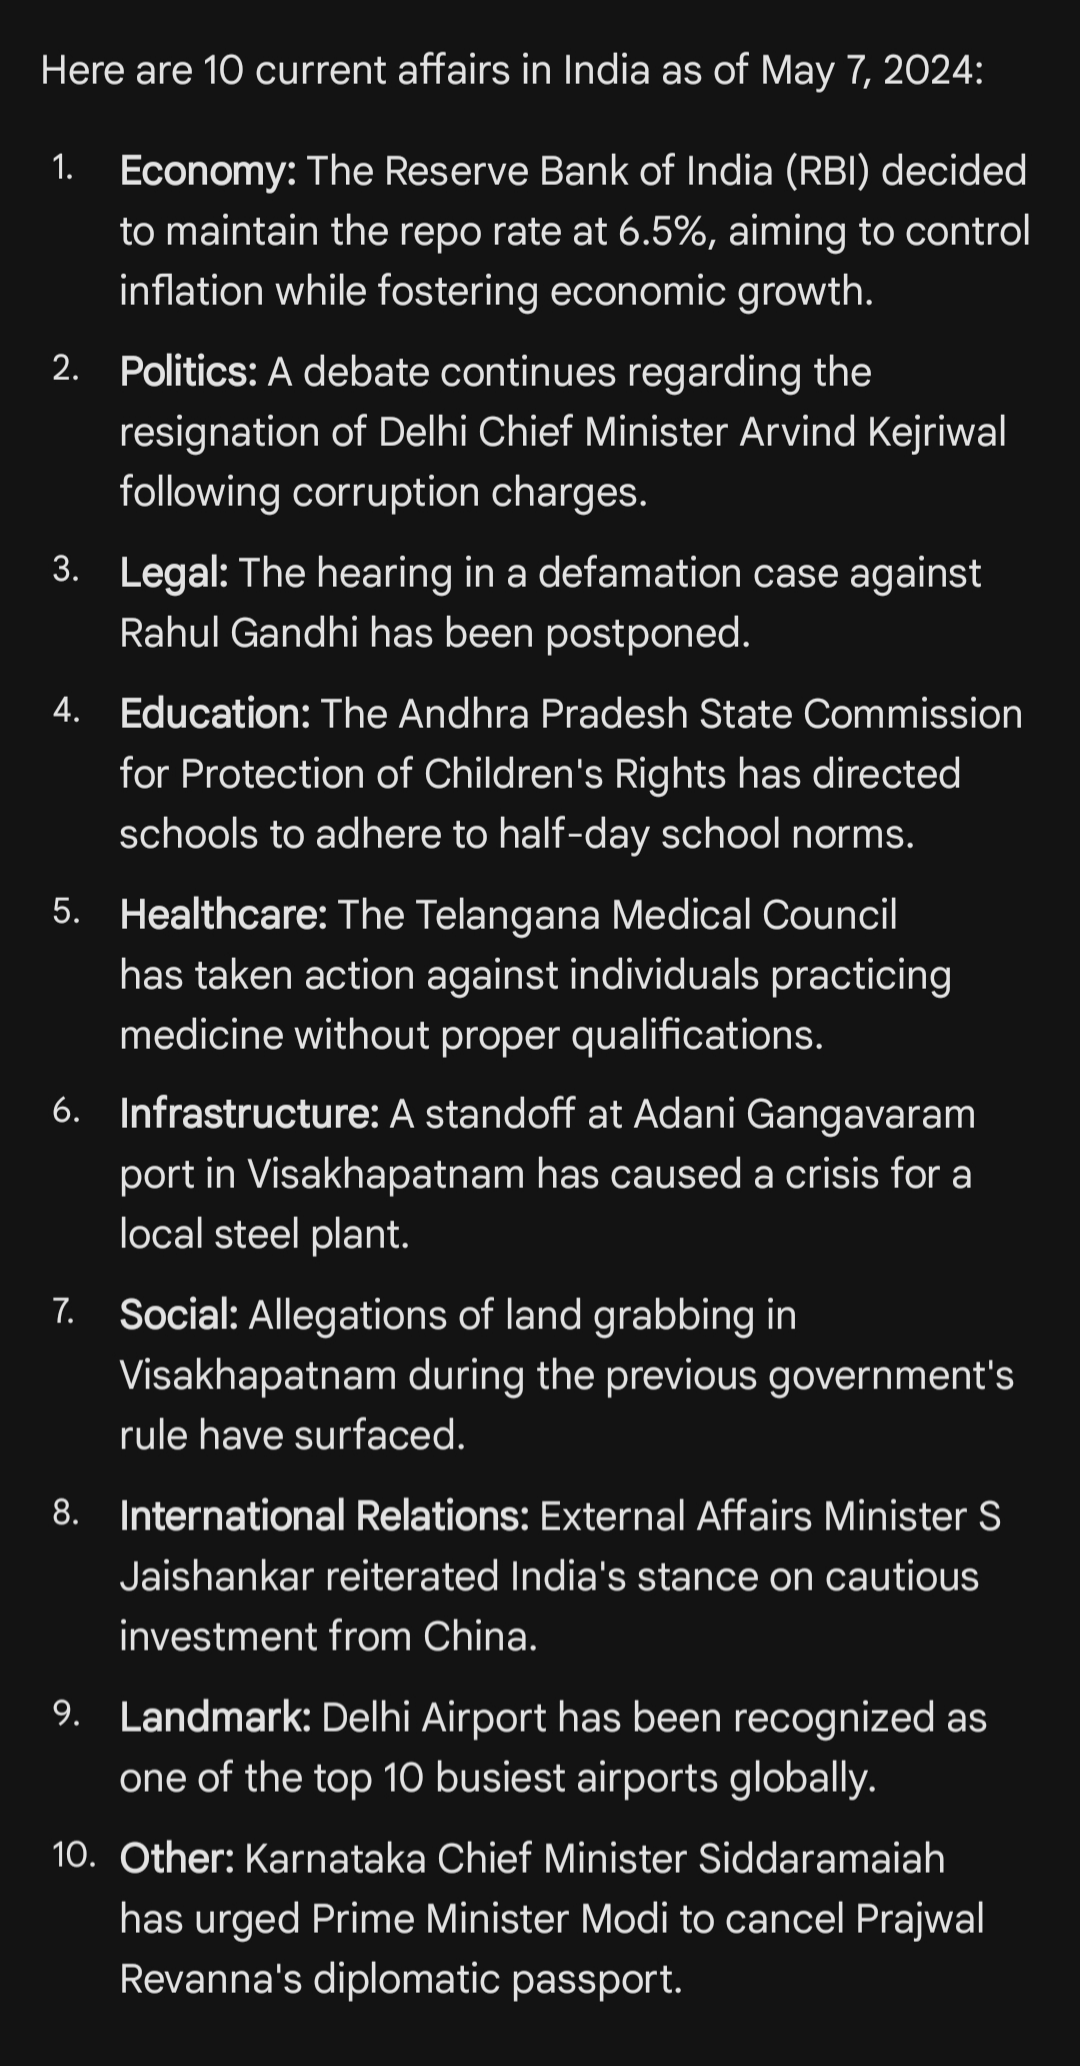 Here are 10 current affairs in India as of May 7, 2024:
1. Economy: The Reserve Bank of India (RBI) decided
to maintain the repo rate at 6.5%, aiming to control
inflation while fostering economic growth.
2. Politics: A debate continues regarding the
resignation of Delhi Chief Minister Arvind Kejriwal
following corruption charges.
3. Legal: The hearing in a defamation case against
Rahul Gandhi has been postponed.
4. Education: The Andhra Pradesh State Commission
for Protection of Children's Rights has directed
schools to adhere to half-day school norms.
5. Healthcare: The Telangana Medical Council
has taken action against individuals practicing
medicine without proper qualifications.
6. Infrastructure: A standoff at Adani Gangavaram
port in Visakhapatnam has caused a crisis for a
local steel plant.
7. Social: Allegations of land grabbing in
Visakhapatnam during the previous government's
rule have surfaced.
8. International Relations: External Affairs Minister S
Jaishankar reiterated India's stance on cautious
investment from China.
9. Landmark: Delhi Airport has been recognized as
one of the top 10 busiest airports globally.
10. Other: Karnataka Chief Minister Siddaramaiah
has urged Prime Minister Modi to cancel Prajwal
Revanna's diplomatic passport.